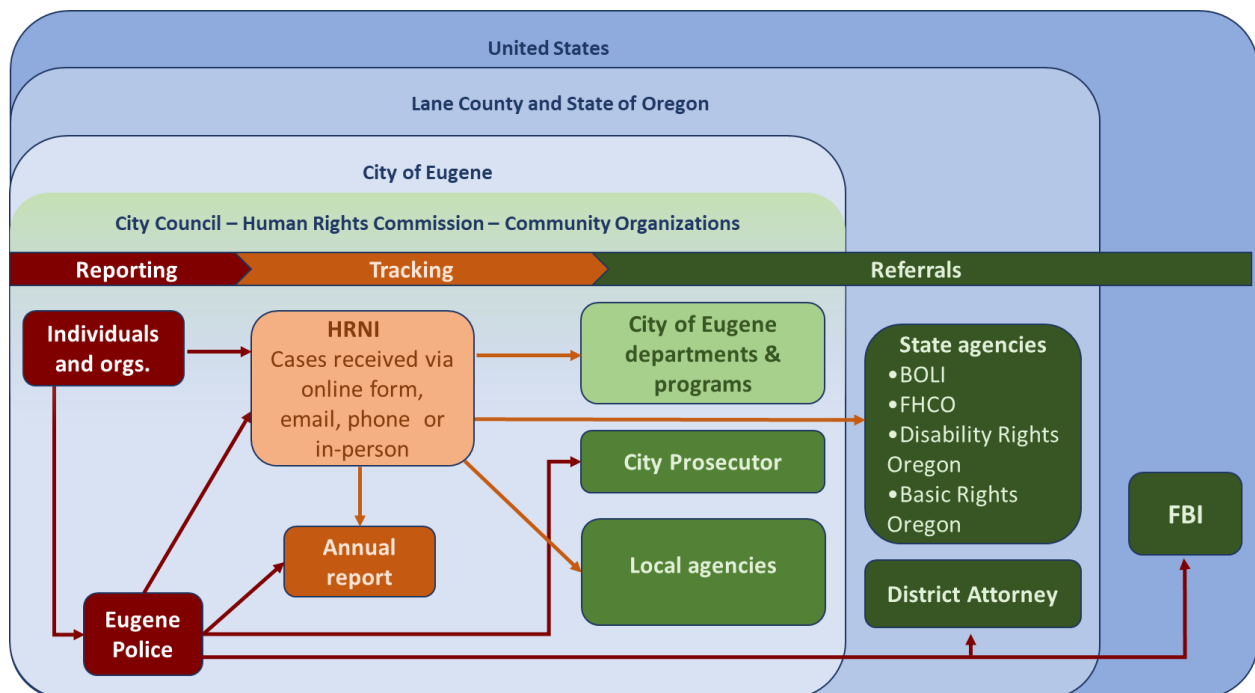 United States
Lane County and State of Oregon
City of Eugene
City Council – Human Rights Commission – Community Organizations
Reporting
Tracking
Referrals
Individuals
and orgs.
HRNI
Cases received via
online form,
email, phone or
in-person
City of Eugene
departments &
programs
State agencies
•BOLI
•FHCO
•Disability Rights
Oregon
•Basic Rights
Oregon
City Prosecutor
FBI
Annual
report
Local agencies
District Attorney
Eugene
Police